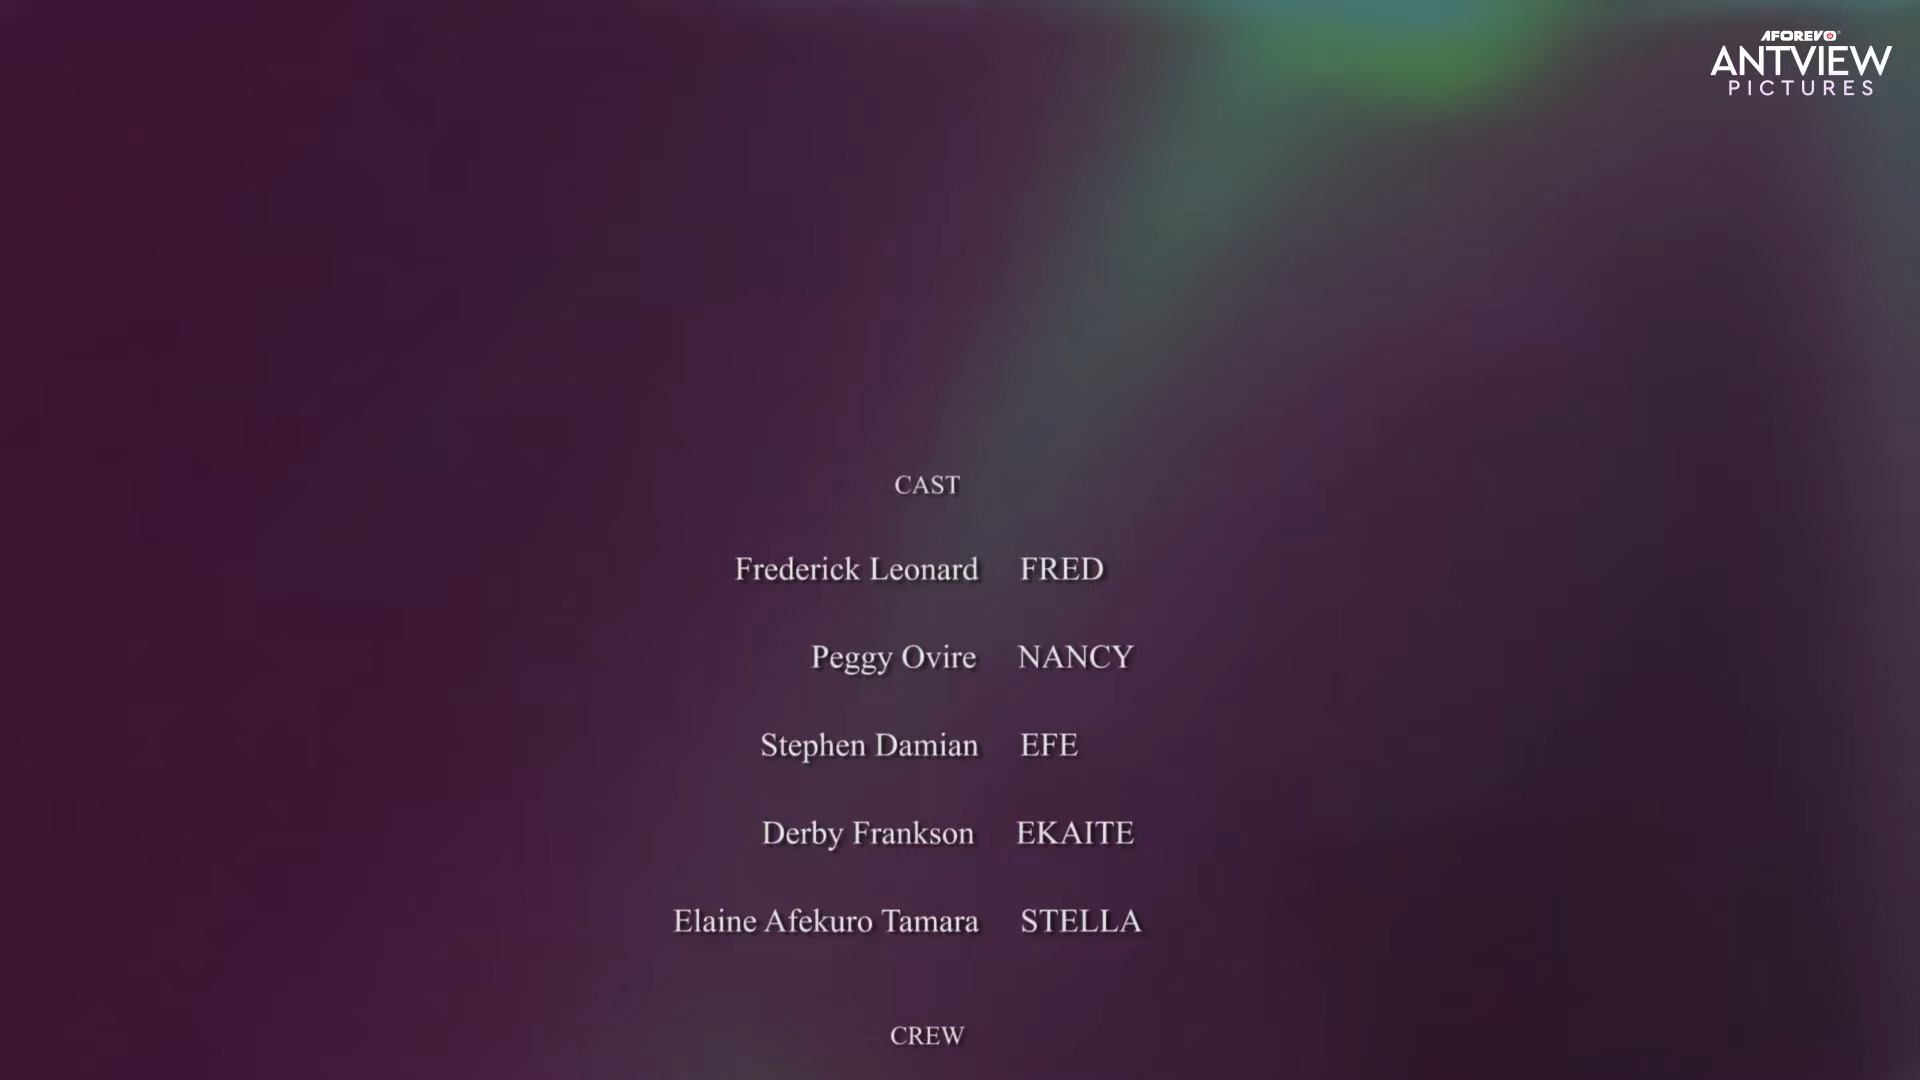 AFOREVO
ANTVIEW
PICTURES
CAST
Frederick Leonard FRED
Peggy Ovire NANCY
Stephen Damian EFE
Derby Frankson EKAITE
Elaine Afekuro Tamara STELLA
CREW